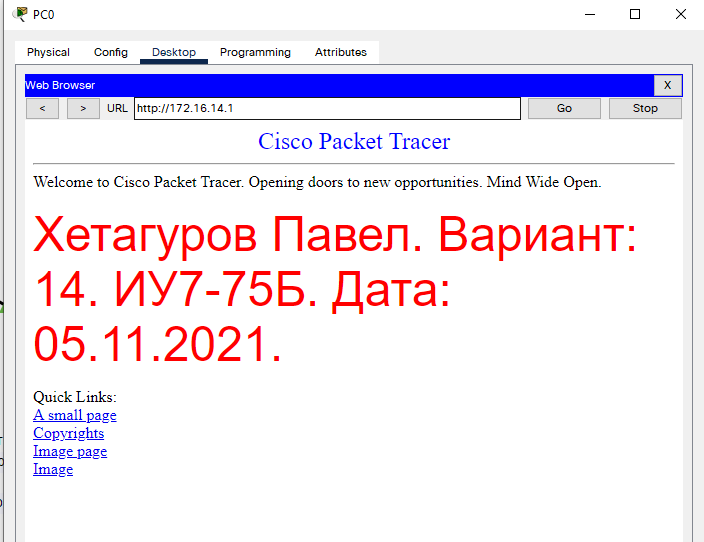 PC0
Physical Config Desktop Programming Attributes
Web Browser X
< > URL http://172.16.14.1 Go Stop
Cisco Packet Tracer
Welcome to Cisco Packet Tracer. Opening doors to new opportunities. Mind Wide Open.
Хетагуров Павел. Вариант:
14. ИУ7-75Б. Дата:
05.11.2021.
Quick Links:
A small page
Copyrights
Image page
Image